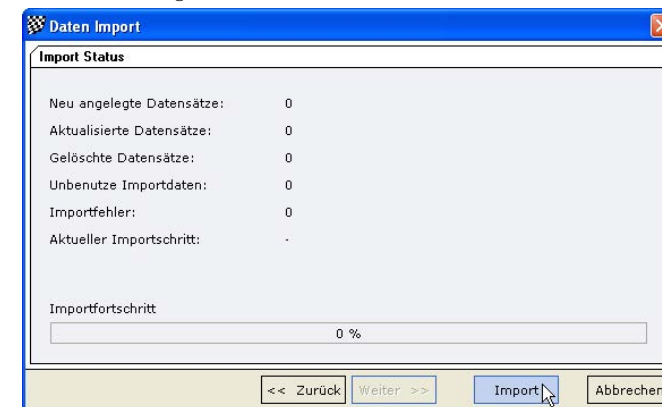 Daten Import
Import Status
Neu angelegte Datensätze: 0
Aktualisierte Datensätze: 0
Gelöschte Datensätze: 0
Unbenutze Importdaten: 0
Importfehler: 0
Aktueller Importschritt: -
Importfortschritt
0 %
<< Zurück Weiter >> Import Abbrechen